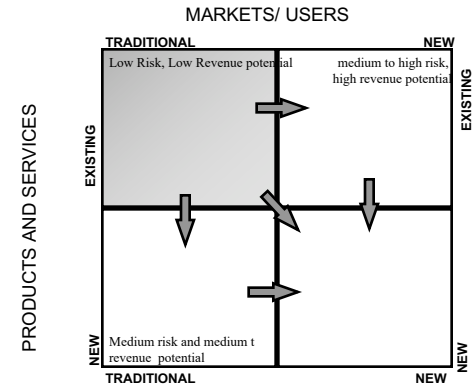 MARKETS/ USERS
TRADITIONAL
NEW
Low Risk, Low Revenue potential
medium to high risk,
high revenue potential
PRODUCTS AND SERVICES
EXISTING
EXISTING
NEW
Medium risk and medium t
revenue potential
NEW
TRADITIONAL
NEW